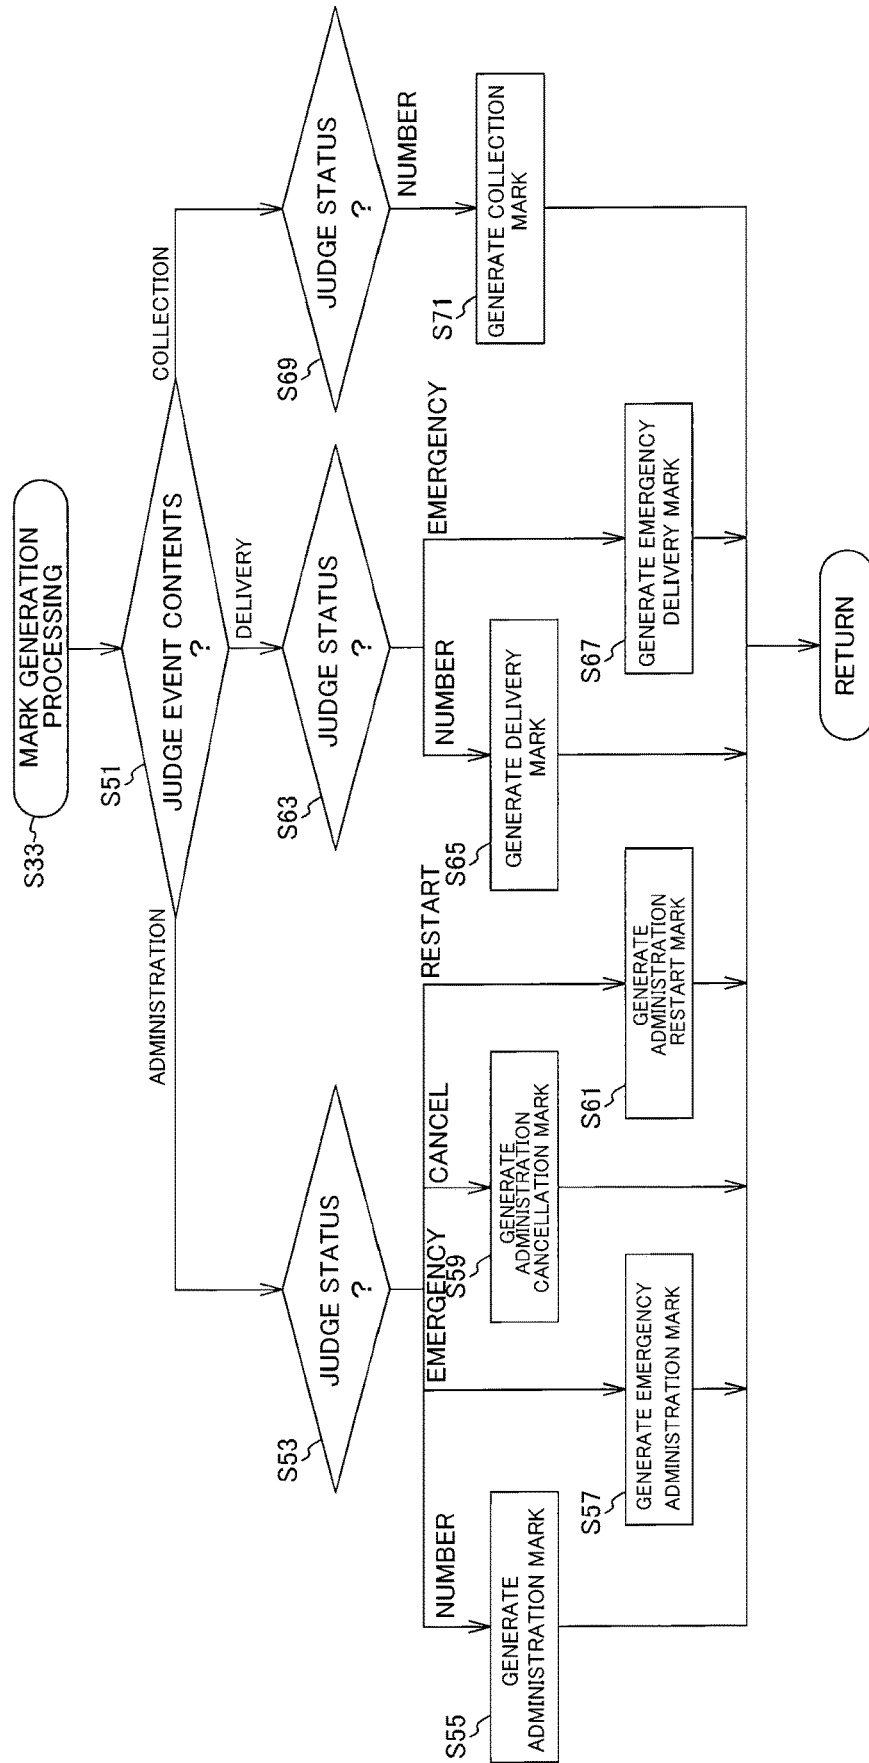 MARK GENERATION
PROCESSING
S33
S51
JUDGE EVENT CONTENTS
?
ADMINISTRATION
DELIVERY
COLLECTION
S53
JUDGE STATUS
?
S63
JUDGE STATUS
?
S69
JUDGE STATUS
?
NUMBER
EMERGENCY
CANCEL
RESTART
NUMBER
EMERGENCY
NUMBER
S55
GENERATE
ADMINISTRATION MARK
S57
GENERATE EMERGENCY
ADMINISTRATION MARK
S59
GENERATE
ADMINISTRATION
CANCELLATION MARK
S61
GENERATE
ADMINISTRATION
RESTART MARK
S65
GENERATE DELIVERY
MARK
S67
GENERATE EMERGENCY
DELIVERY MARK
S71
GENERATE COLLECTION
MARK
RETURN